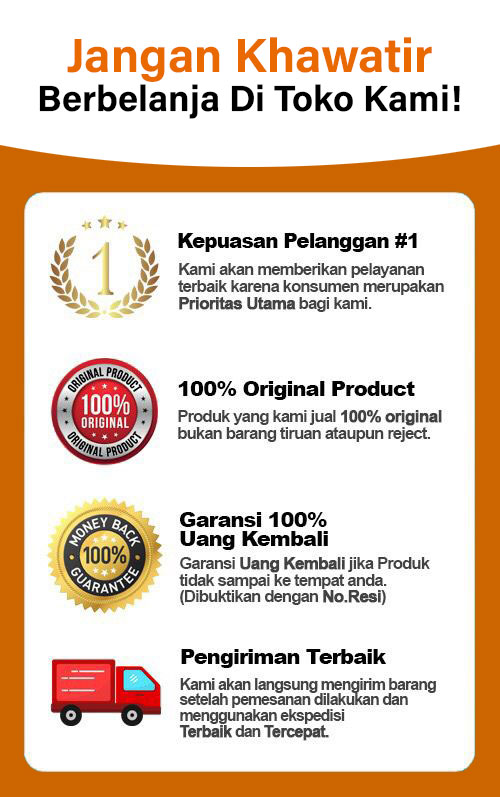 Jangan Khawatir
Berbelanja Di Toko Kami!
1
Kepuasan Pelanggan #1
Kami akan memberikan pelayanan
terbaik karena konsumen merupakan
Prioritas Utama bagi kami.
ORIGINAL PRODUCT
100%
ORIGINAL
ORIGINAL PRODUCT
100% Original Product
Produk yang kami jual 100% original
bukan barang tiruan ataupun reject.
MONEY BACK
100%
GUARANTEE
Garansi 100%
Uang Kembali
Garansi Uang Kembali jika Produk
tidak sampai ke tempat anda.
(Dibuktikan dengan No.Resi)
Pengiriman Terbaik
Kami akan langsung mengirim barang
setelah pemesanan dilakukan dan
menggunakan ekspedisi
Terbaik dan Tercepat.